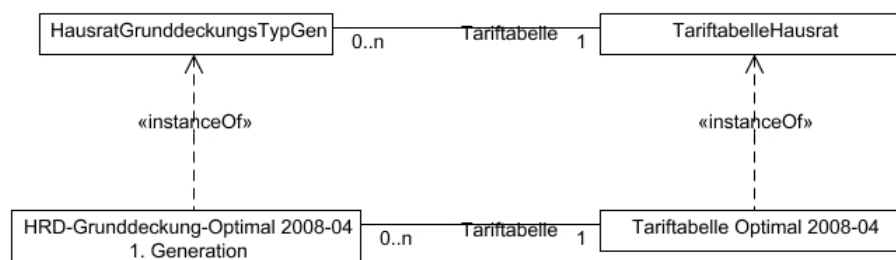 HausratGrunddeckungsTypGen
0..n
Tariftabelle
1
TariftabelleHausrat
«instanceOf»
«instanceOf»
HRD-Grunddeckung-Optimal 2008-04
1. Generation
0..n
Tariftabelle
1
Tariftabelle Optimal 2008-04